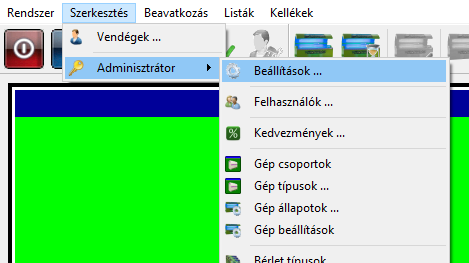 Rendszer Szerkesztés Beavatkozás Listák Kellékek
Vendégek ...
Adminisztrátor
Beállítások ...
Felhasználók ...
Kedvezmények ...
Gép csoportok
Gép típusok ...
Gép állapotok ...
Gép beállítások
Bérlet típusok ...